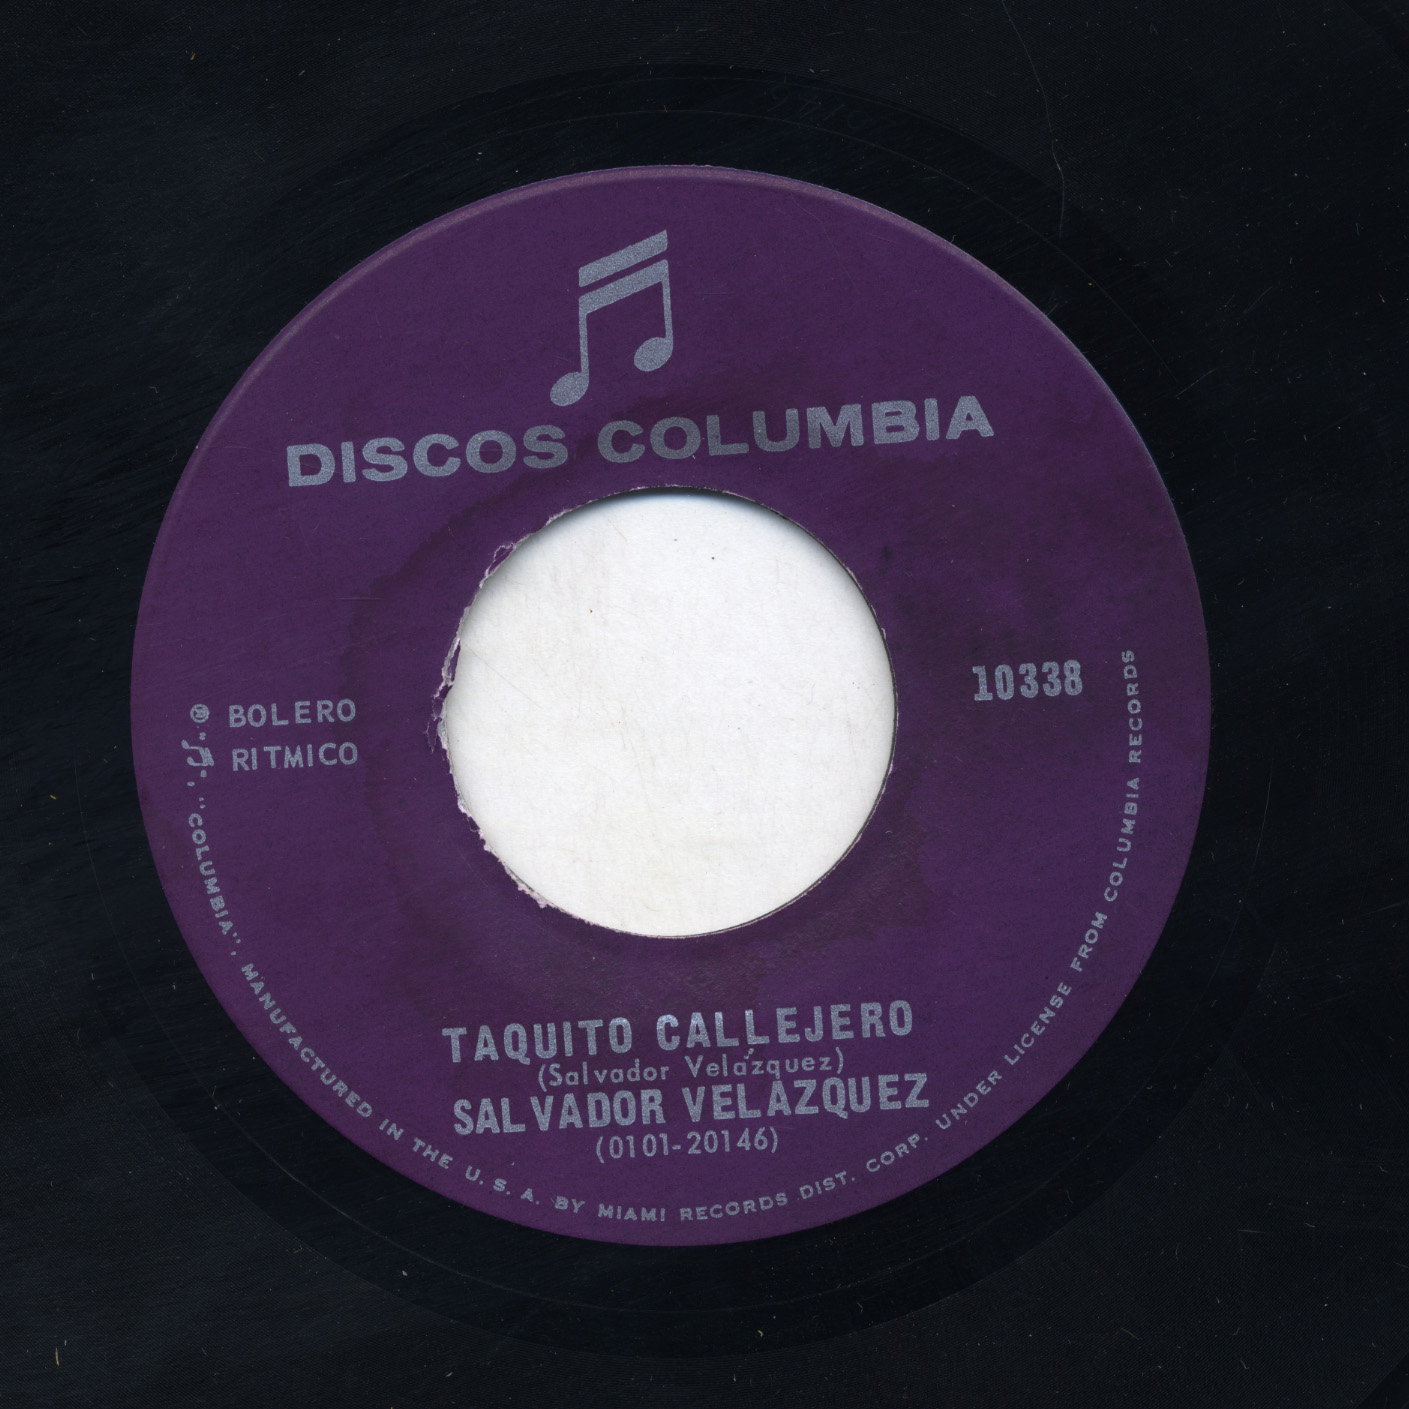 DISCOS COLUMBIA
BOLERO
RITMICO
10338
TAQUITO CALLEJERO
(Salvador Velázquez)
SALVADOR VELAZQUEZ
(0101-20146)
® "♫", "COLUMBIA", MANUFACTURED IN THE U.S.A. BY MIAMI RECORDS DIST. CORP. UNDER LICENSE FROM COLUMBIA RECORDS